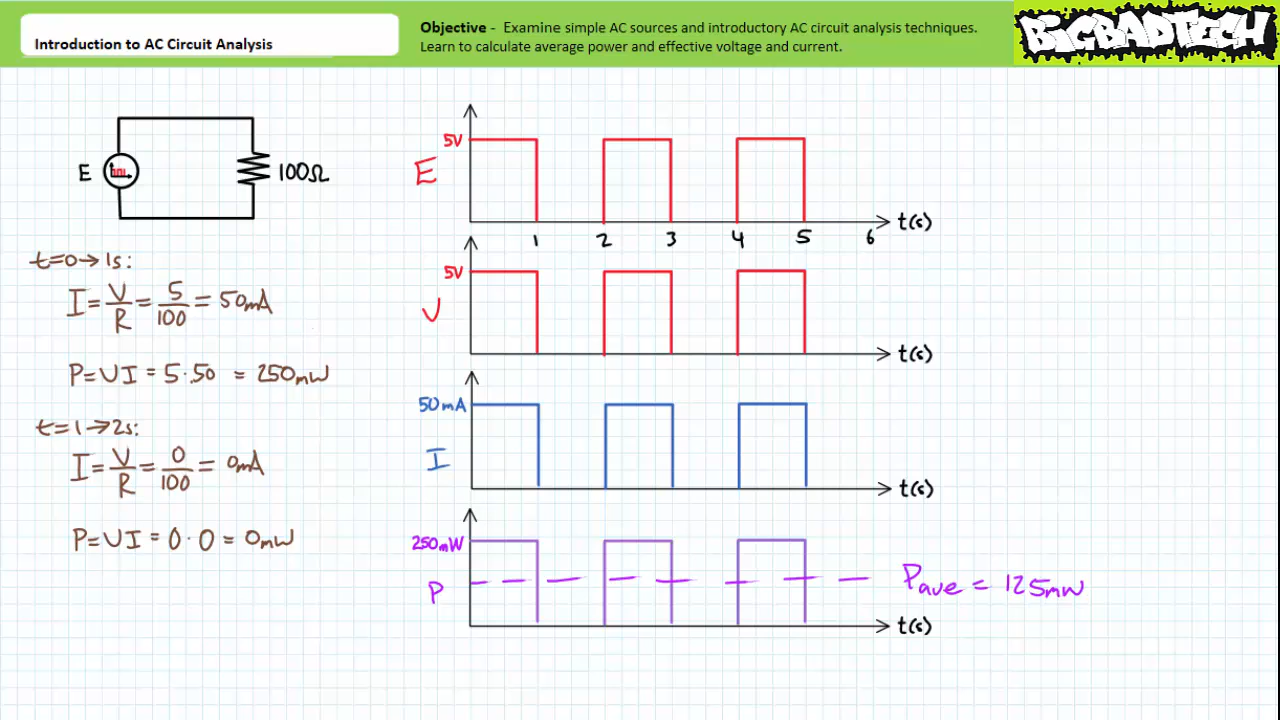 Introduction to AC Circuit Analysis
Objective - Examine simple AC sources and introductory AC circuit analysis techniques.
Learn to calculate average power and effective voltage and current.
BIGBADTECH
E
100Ω
t=0→1s:
I = V/R = 5/100 = 50mA
P=VI = 5·50 = 250mW
t=1→2s:
I = V/R = 0/100 = 0mA
P=VI = 0·0 = 0mW
5V
E
t(s)
1 2 3 4 5 6
5V
V
t(s)
50mA
I
t(s)
250mW
P
Pave = 125mW
t(s)